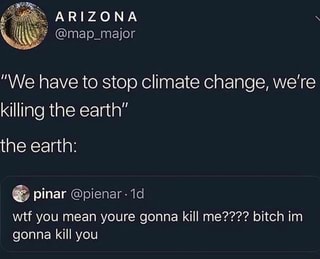 ARIZONA
@map_major
“We have to stop climate change, we’re
killing the earth”
the earth:
pinar @pienar · 1d
wtf you mean youre gonna kill me???? bitch im
gonna kill you